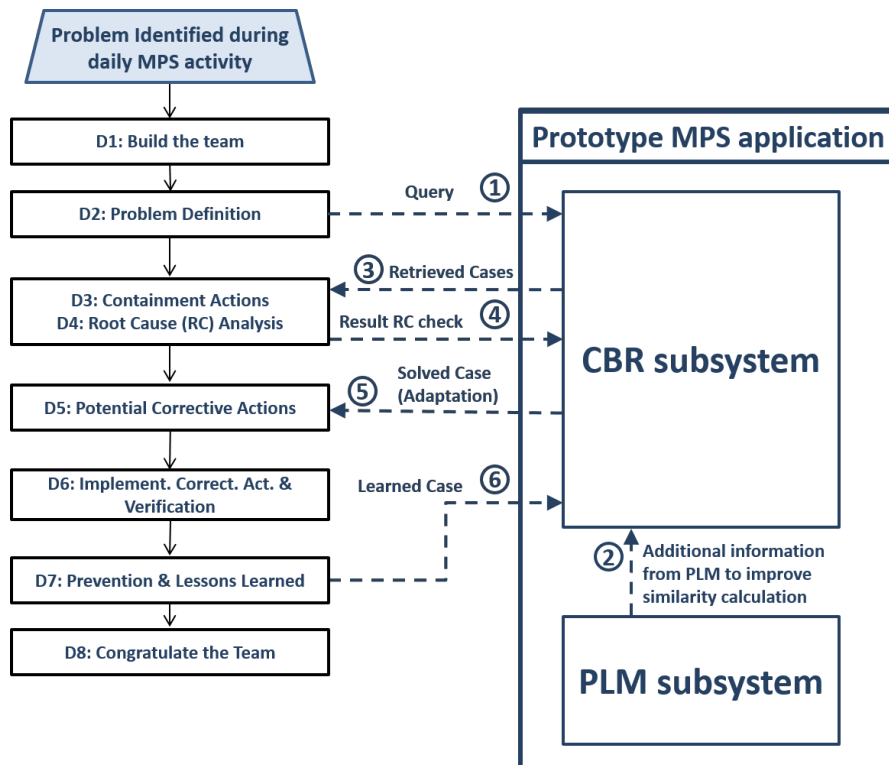 Problem Identified during
daily MPS activity
D1: Build the team
D2: Problem Definition
D3: Containment Actions
D4: Root Cause (RC) Analysis
D5: Potential Corrective Actions
D6: Implement. Correct. Act. &
Verification
D7: Prevention & Lessons Learned
D8: Congratulate the Team
Query
1
3
Retrieved Cases
Result RC check
4
Solved Case
(Adaptation)
5
Learned Case
6
Prototype MPS application
CBR subsystem
2
Additional information
from PLM to improve
similarity calculation
PLM subsystem